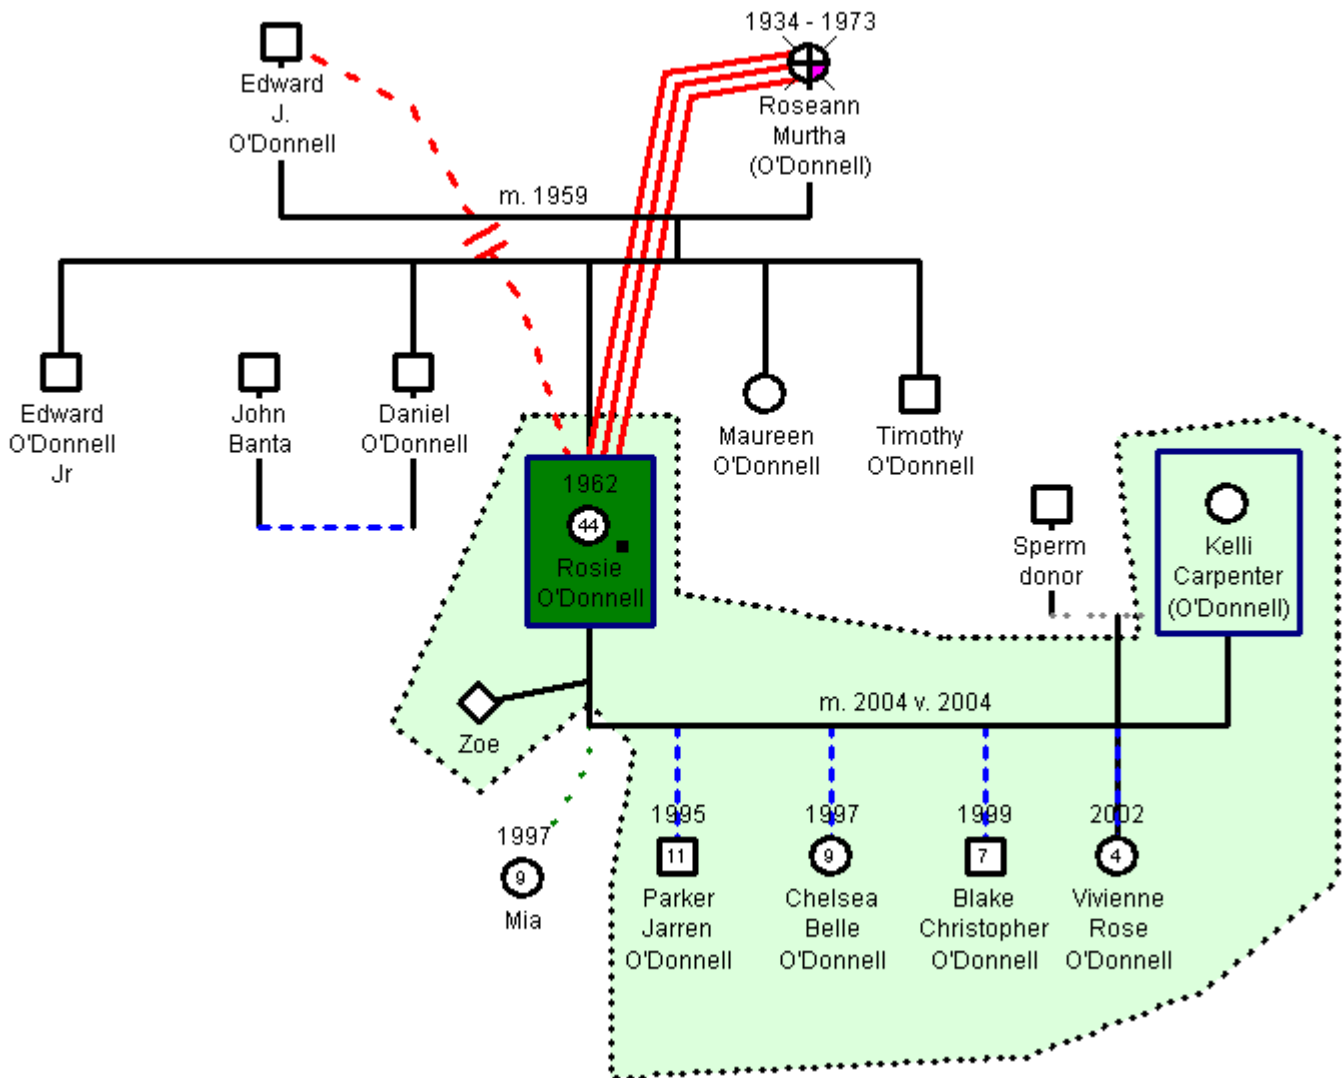 1934 - 1973
Edward
J.
O'Donnell
Roseann
Murtha
(O'Donnell)
m. 1959
Edward
O'Donnell
Jr
John
Banta
Daniel
O'Donnell
Maureen
O'Donnell
Timothy
O'Donnell
1962
44
Rosie
O'Donnell
Sperm
donor
Kelli
Carpenter
(O'Donnell)
Zoe
m. 2004 v. 2004
1997
9
Mia
1995
11
Parker
Jarren
O'Donnell
1997
9
Chelsea
Belle
O'Donnell
1999
7
Blake
Christopher
O'Donnell
2002
4
Vivienne
Rose
O'Donnell